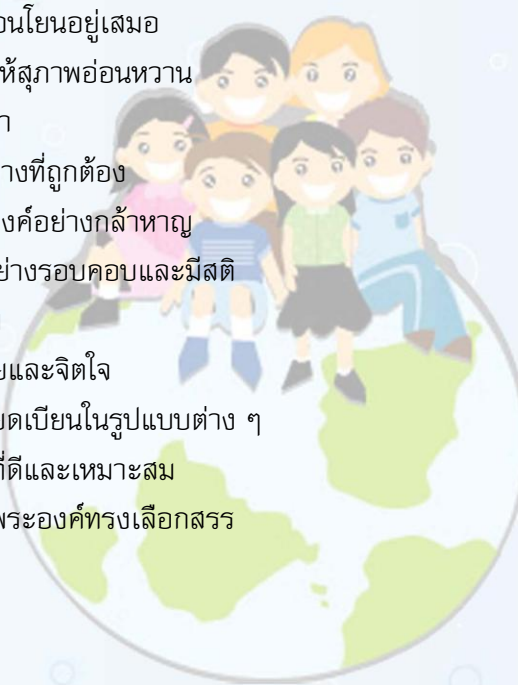 อนโยนอยู่เสมอ
ห้สุภาพอ่อนหวาน
างที่ถูกต้อง
งค์อย่างกล้าหาญ
ย่างรอบคอบและมีสติ
ยและจิตใจ
ยดเบียนในรูปแบบต่าง ๆ
ที่ดีและเหมาะสม
พระองค์ทรงเลือกสรร